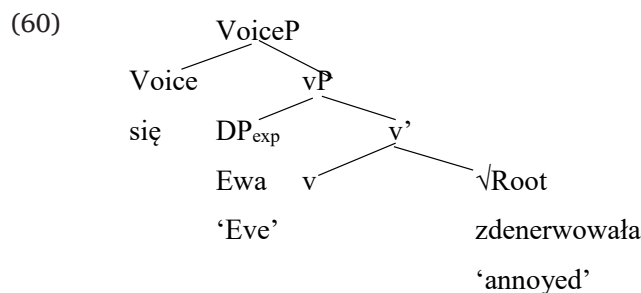 (60) VoiceP
Voice vP
się DPexp v’
Ewa v √Root
‘Eve’ zdenerwowała
‘annoyed’